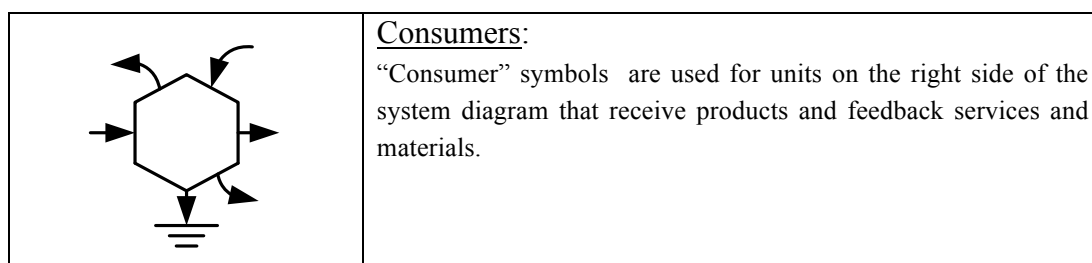 Consumers:
“Consumer” symbols are used for units on the right side of the
system diagram that receive products and feedback services and
materials.